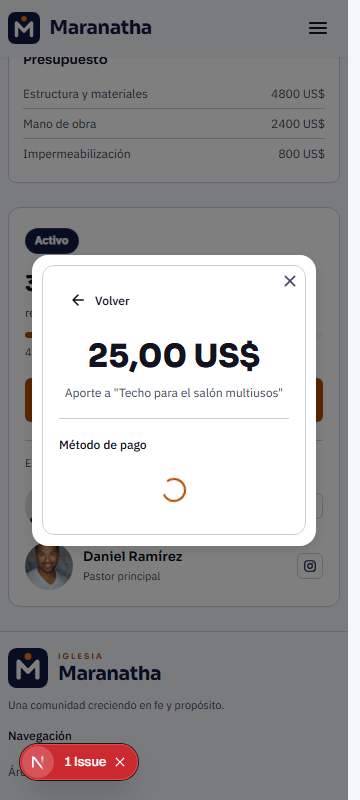 Maranatha
Presupuesto
Estructura y materiales 4800 US$
Mano de obra 2400 US$
Impermeabilización 800 US$
Activo
Volver
25,00 US$
Aporte a "Techo para el salón multiusos"
Método de pago
Daniel Ramírez
Pastor principal
IGLESIA
Maranatha
Una comunidad creciendo en fe y propósito.
Navegación
N 1 Issue